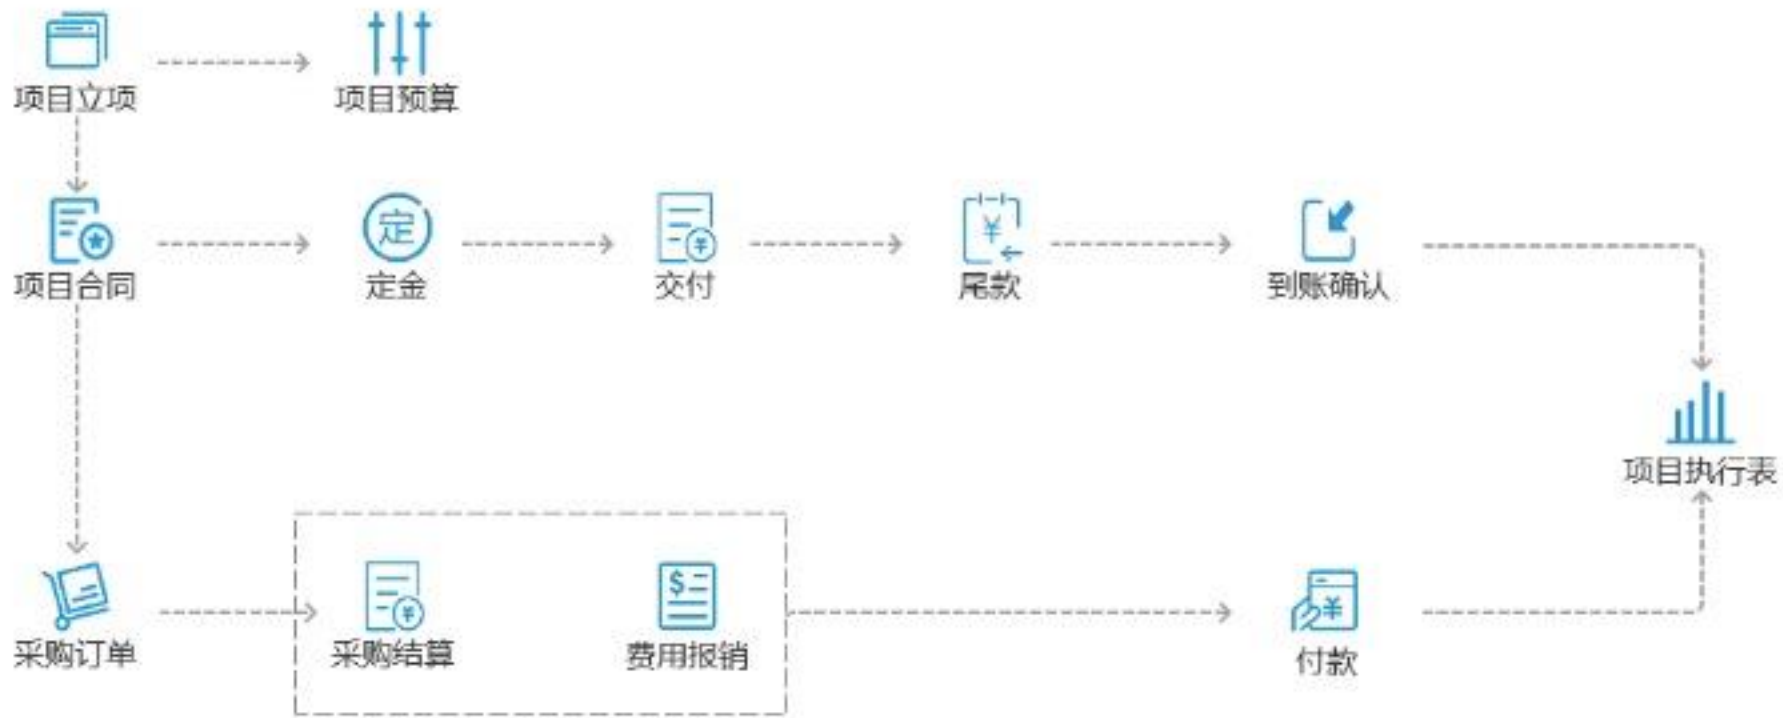 项目立项
项目预算
定
¥
¥
项目合同
定金
交付
尾款
到账确认
项目执行表
¥
$
¥
采购订单
采购结算
费用报销
付款